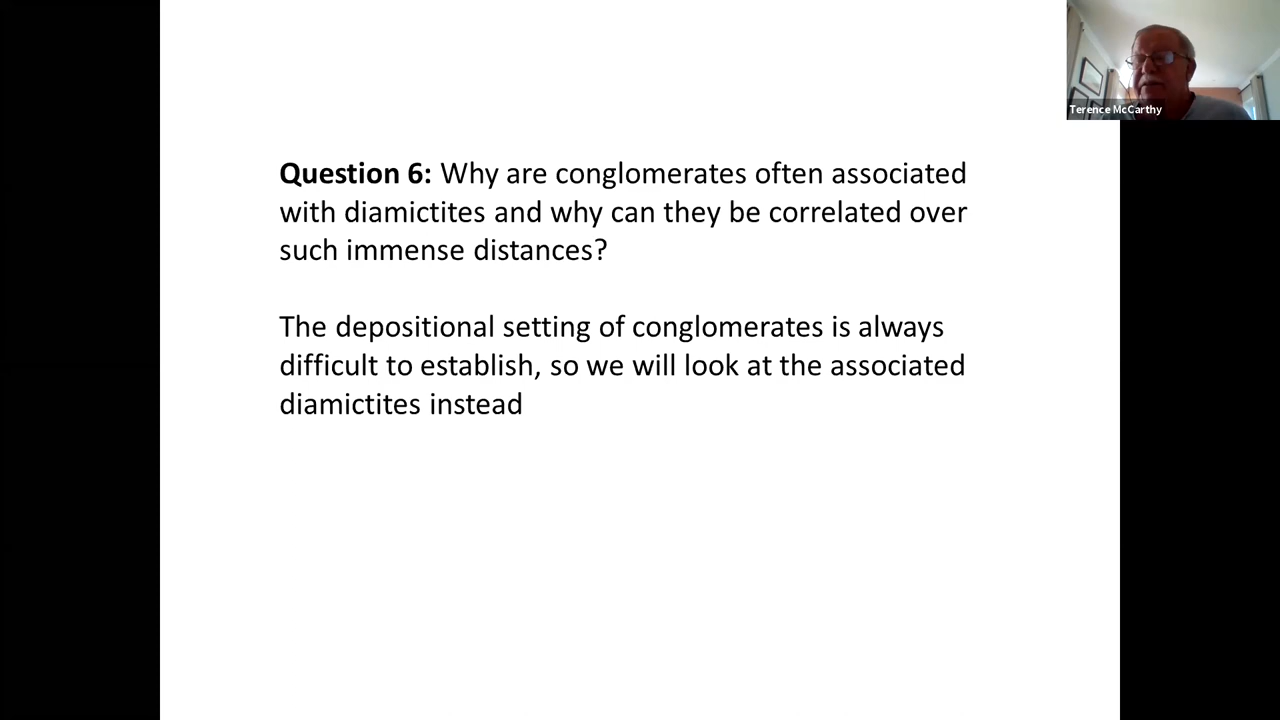 Terence McCarthy
Question 6: Why are conglomerates often associated
with diamictites and why can they be correlated over
such immense distances?
The depositional setting of conglomerates is always
difficult to establish, so we will look at the associated
diamictites instead